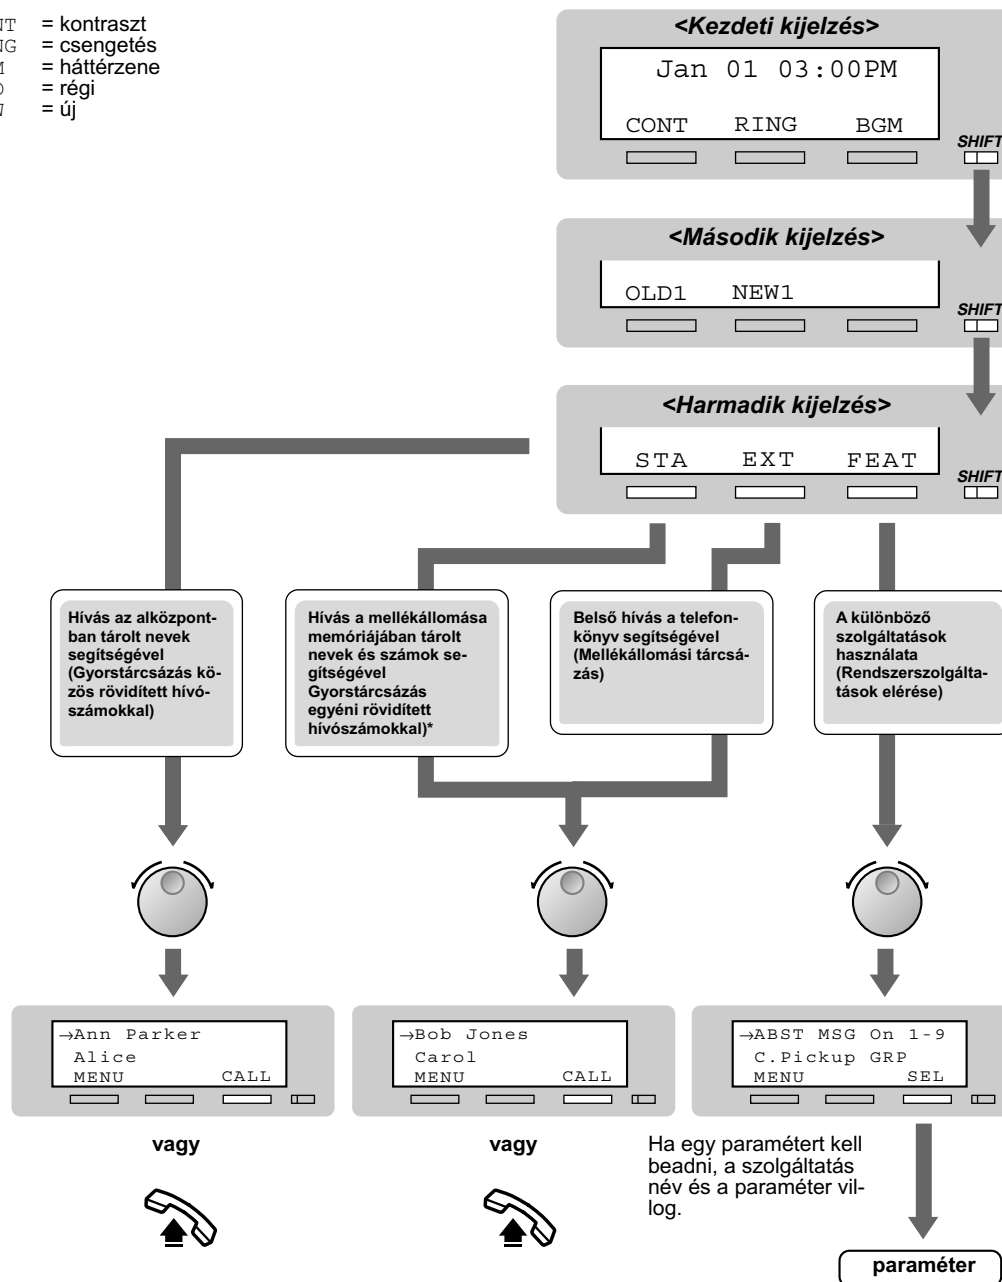 = kontraszt
= csengetés
= háttérzene
= régi
= új
<Kezdeti kijelzés>
Jan 01 03:00PM
CONT RING BGM
SHIFT
<Második kijelzés>
OLD1 NEW1
SHIFT
<Harmadik kijelzés>
STA EXT FEAT
SHIFT
Hívás az alközpont-
ban tárolt nevek
segítségével
(Gyorstárcsázás kö-
zös rövidített hívó-
számokkal)
Hívás a mellékállomása
memóriájában tárolt
nevek és számok se-
gítségével
Gyorstárcsázás
egyéni rövidített
hívószámokkal)*
Belső hívás a telefon-
könyv segítségével
(Mellékállomási tárcsá-
zás)
A különböző
szolgáltatások
használata
(Rendszerszolgálta-
tások elérése)
→Ann Parker
Alice
MENU CALL
→Bob Jones
Carol
MENU CALL
→ABST MSG On 1-9
C.Pickup GRP
MENU SEL
vagy
vagy
Ha egy paramétert kell
beadni, a szolgáltatás
név és a paraméter vil-
log.
paraméter